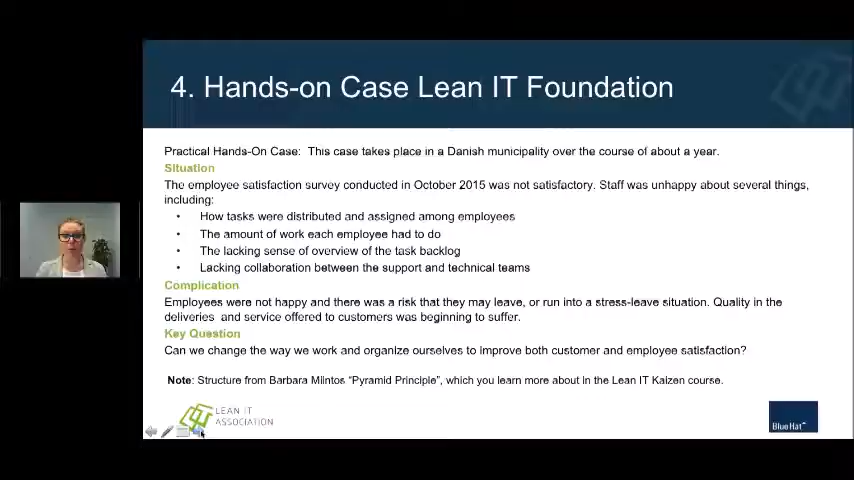 4. Hands-on Case Lean IT Foundation
Practical Hands-On Case: This case takes place in a Danish municipality over the course of about a year.
Situation
The employee satisfaction survey conducted in October 2015 was not satisfactory. Staff was unhappy about several things,
including:
• How tasks were distributed and assigned among employees
• The amount of work each employee had to do
• The lacking sense of overview of the task backlog
• Lacking collaboration between the support and technical teams
Complication
Employees were not happy and there was a risk that they may leave, or run into a stress-leave situation. Quality in the
deliveries and service offered to customers was beginning to suffer.
Key Question
Can we change the way we work and organize ourselves to improve both customer and employee satisfaction?
Note: Structure from Barbara Miintos “Pyramid Principle”, which you learn more about in the Lean IT Kaizen course.
LEAN IT
ASSOCIATION
BlueHat